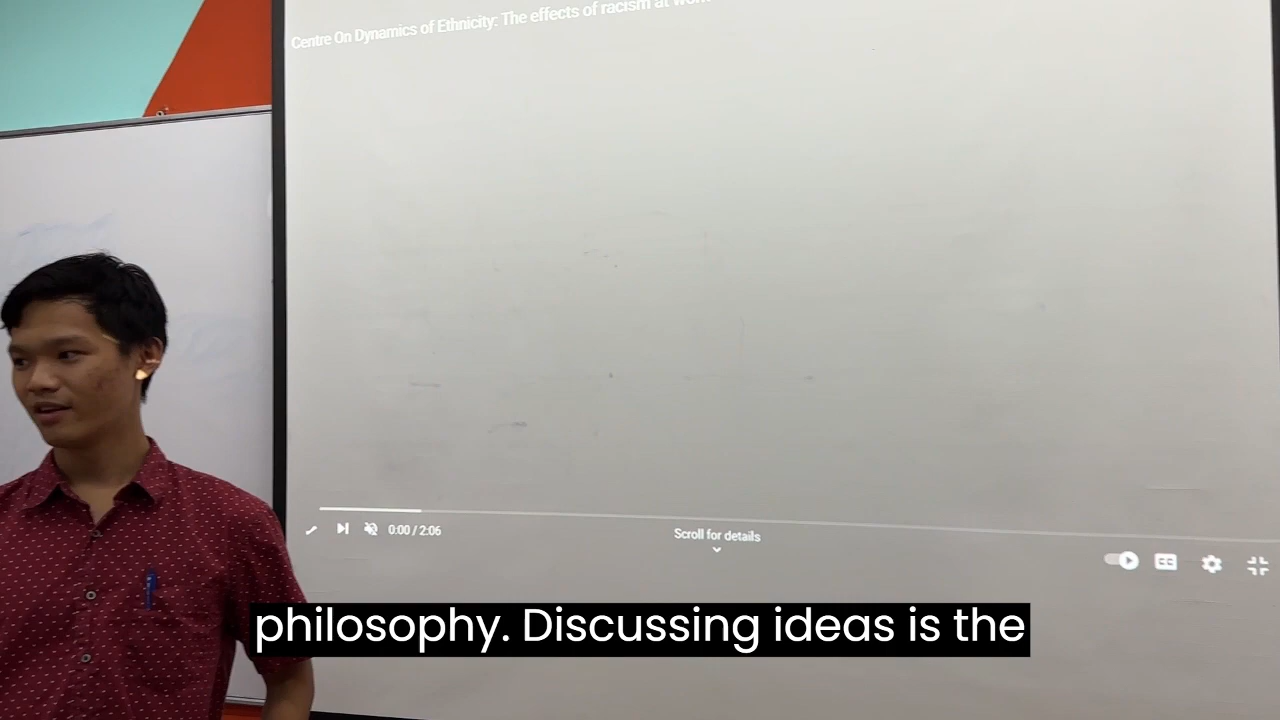 Centre On Dynamics of Ethnicity: The effects of racism at
0:00 / 2:06
Scroll for details
CC
philosophy. Discussing ideas is the